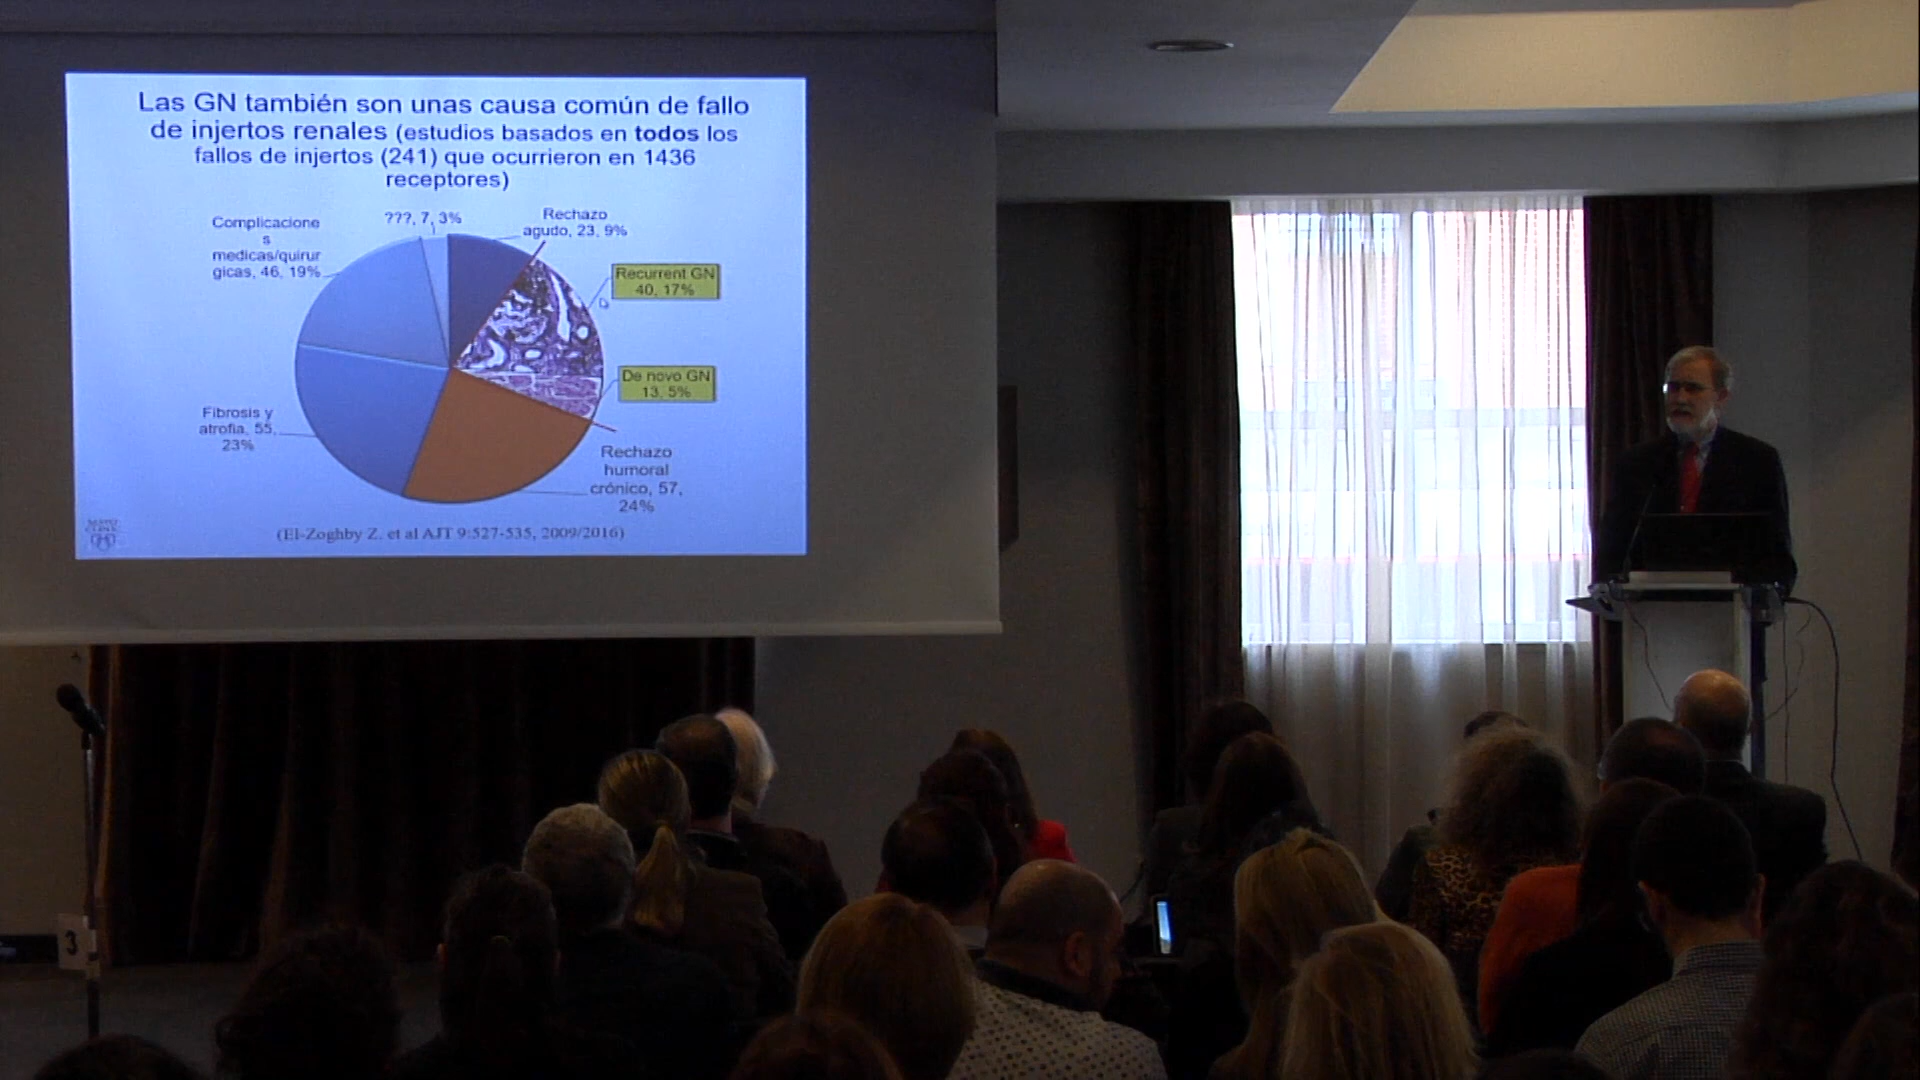 Las GN también son unas causa común de fallo
de injertos renales (estudios basados en todos los
fallos de injertos (241) que ocurrieron en 1436
receptores)
Complicacione
s
medicas/quirur
gicas, 46, 19%
???, 7, 3%
Rechazo
agudo, 23, 9%
Recurrent GN
40, 17%
De novo GN
13, 5%
Rechazo
humoral
crónico, 57,
24%
Fibrosis y
atrofia, 55,
23%
(El-Zoghby Z. et al AJT 9:527-535, 2009/2016)
3